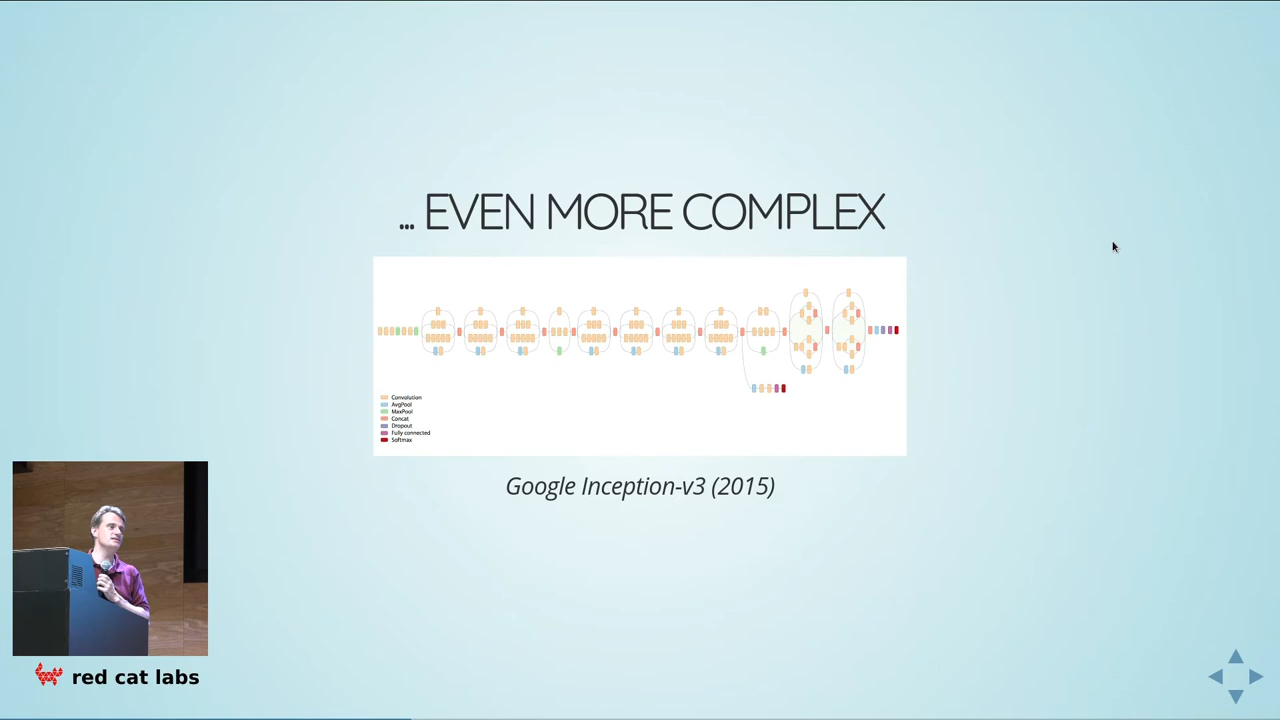 ... EVEN MORE COMPLEX
Convolution
AvgPool
MaxPool
Concat
Dropout
Fully connected
Softmax
Google Inception-v3 (2015)
red cat labs